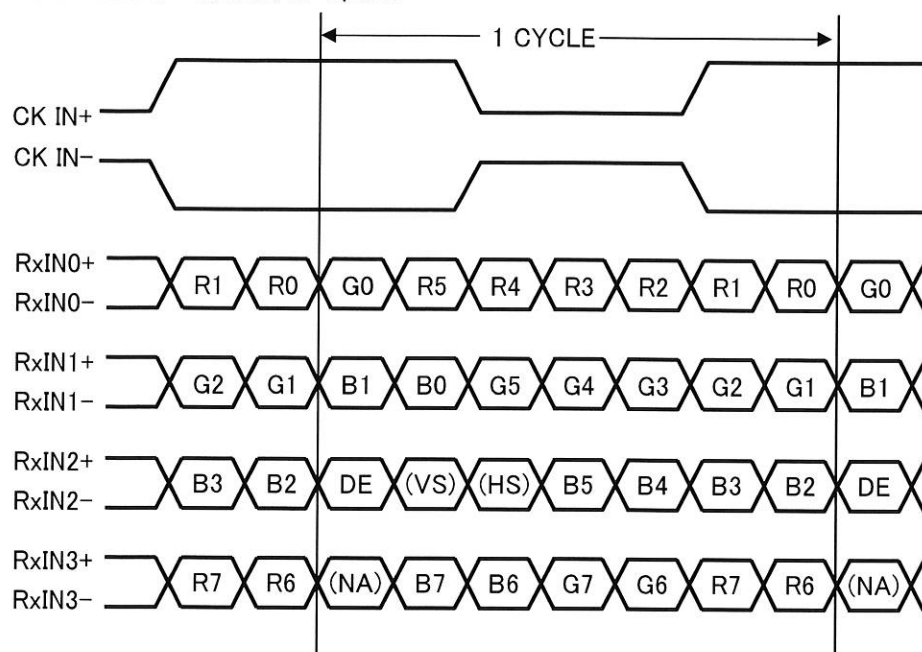 1 CYCLE
CK IN+
CK IN-
RxIN0+
RxIN0-
R1 R0 G0 R5 R4 R3 R2 R1 R0 G0
RxIN1+
RxIN1-
G2 G1 B1 B0 G5 G4 G3 G2 G1 B1
RxIN2+
RxIN2-
B3 B2 DE (VS) (HS) B5 B4 B3 B2 DE
RxIN3+
RxIN3-
R7 R6 (NA) B7 B6 G7 G6 R7 R6 (NA)